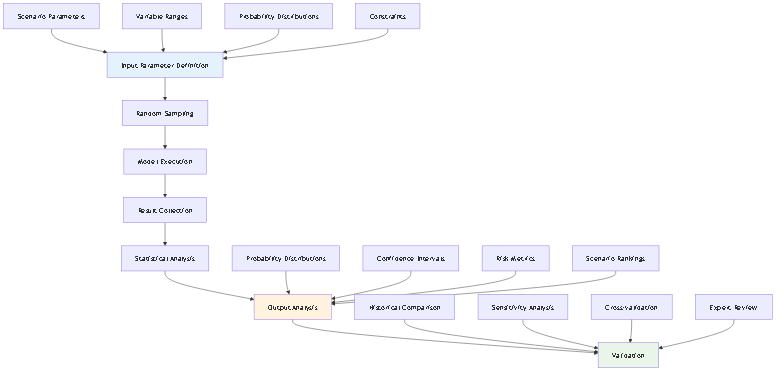 Scenario Parameters
Variable Ranges
Probability Distributions
Constraints
Input Parameter Definition
Random Sampling
Model Execution
Result Collection
Statistical Analysis
Probability Distributions
Confidence Intervals
Risk Metrics
Scenario Rankings
Output Analysis
Historical Comparison
Sensitivity Analysis
Cross-validation
Expert Review
Validation